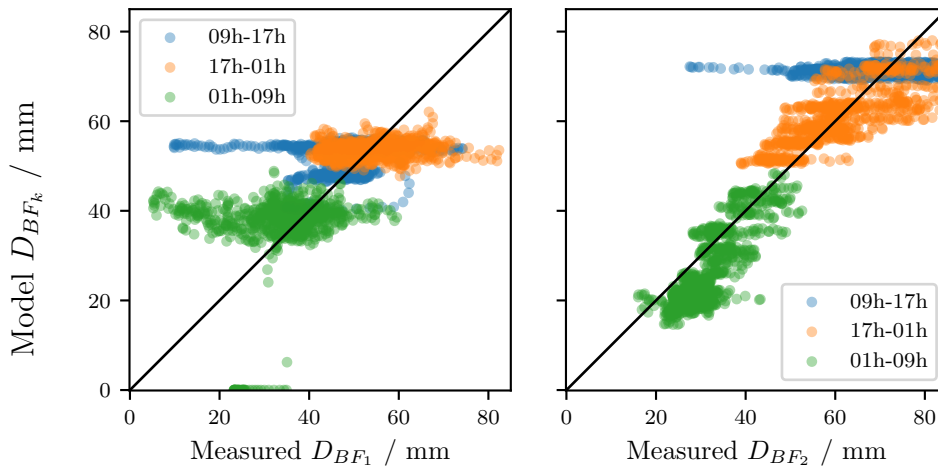 Model D_{BF_k} / mm
80
60
40
20
0
09h-17h
17h-01h
01h-09h
0 20 40 60 80
Measured D_{BF_1} / mm
09h-17h
17h-01h
01h-09h
0 20 40 60 80
Measured D_{BF_2} / mm